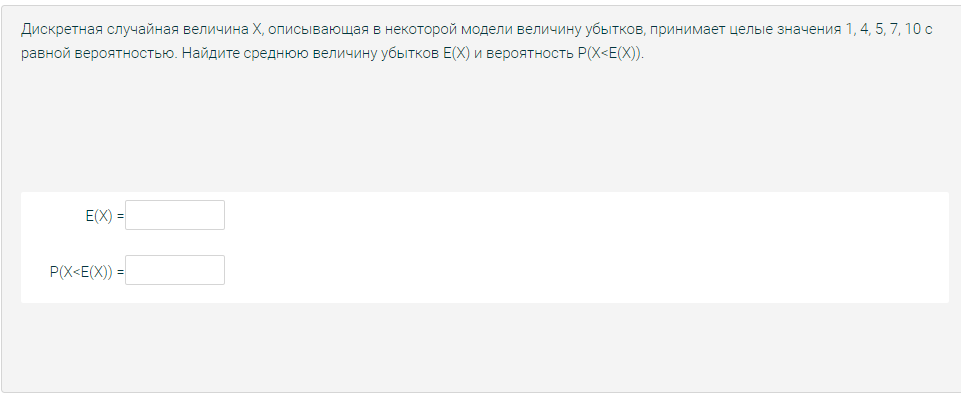 Дискретная случайная величина X, описывающая в некоторой модели величину убытков, принимает целые значения 1, 4, 5, 7, 10 с
равной вероятностью. Найдите среднюю величину убытков E(X) и вероятность P(X<E(X)).
E(X) =
P(X<E(X)) =